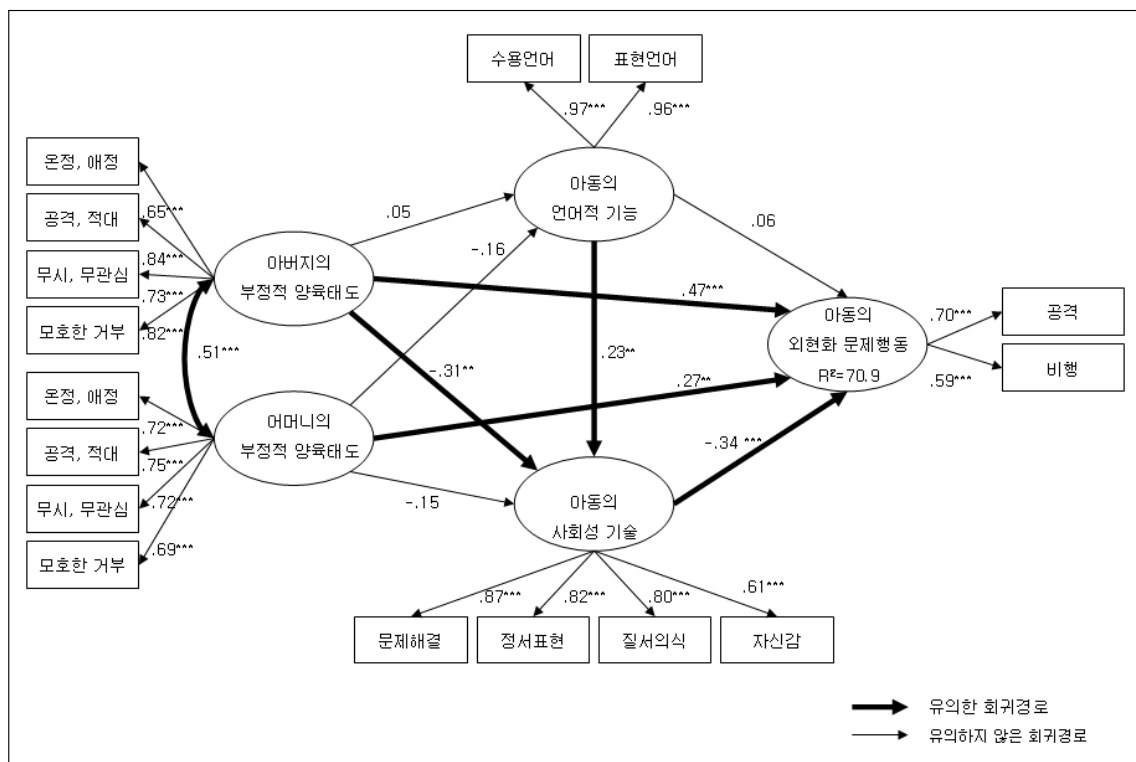 수용언어
표현언어
.97***
.96***
온정, 애정
공격, 적대
무시, 무관심
모호한 거부
.65***
.84***
.73***
.82***
아버지의
부정적 양육태도
.51***
온정, 애정
공격, 적대
무시, 무관심
모호한 거부
.72***
.75***
.72***
.69***
어머니의
부정적 양육태도
아동의
언어적 기능
.05
-.16
.06
.47***
-.31**
.23**
.27**
-.15
-.34 ***
아동의
외현화 문제행동
R²=70.9
.70***
.59***
공격
비행
아동의
사회성 기술
.87***
.82***
.80***
.61***
문제해결
정서표현
질서의식
자신감
유의한 회귀경로
유의하지 않은 회귀경로